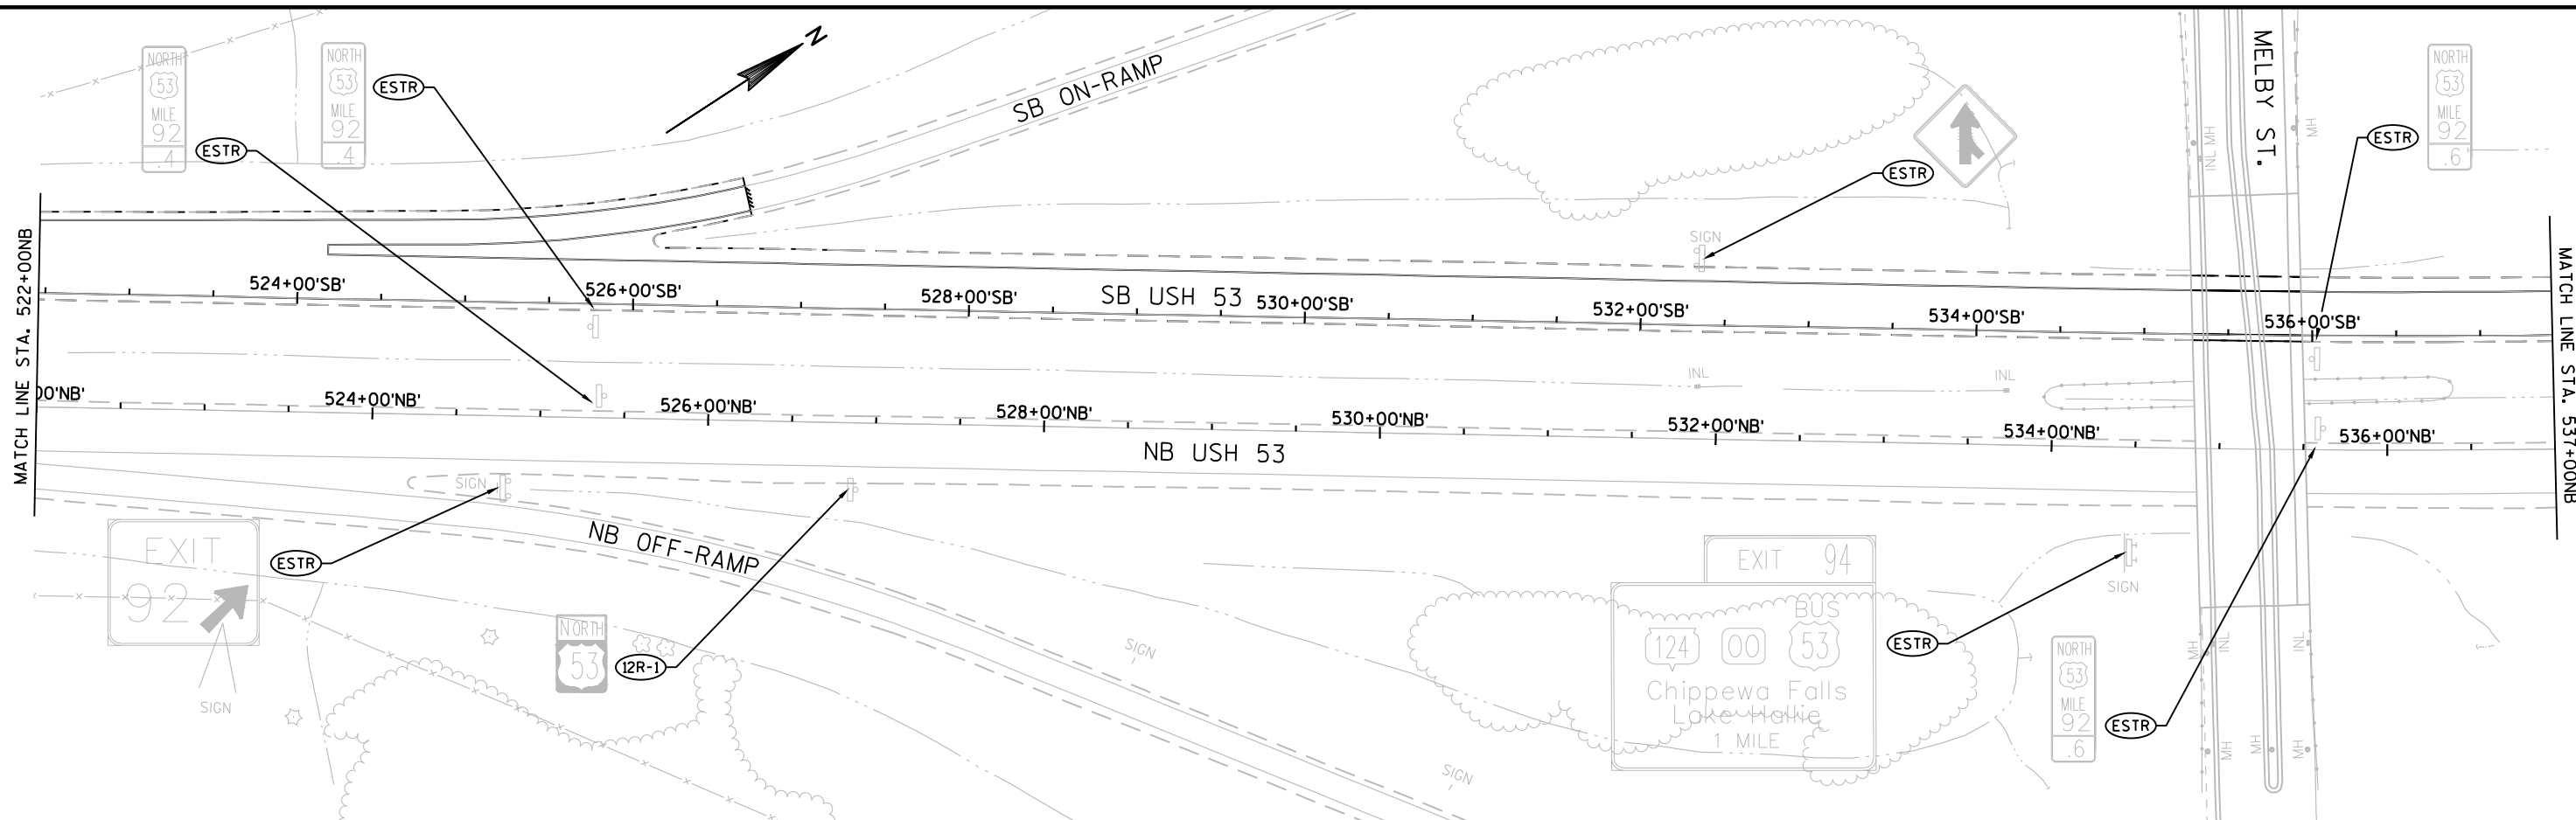 NORTH
53
MILE
92
.4
NORTH
53
MILE
92
.4
ESTR
ESTR
N
SB ON-RAMP
ESTR
MELBY ST.
INL MH
MH
ESTR
NORTH
53
MILE
92
.6
SIGN
MATCH LINE STA. 522+00NB
524+00'SB'
526+00'SB'
528+00'SB'
SB USH 53
530+00'SB'
532+00'SB'
534+00'SB'
536+00'SB'
MATCH LINE STA. 537+00NB
INL
INL
00'NB'
524+00'NB'
526+00'NB'
528+00'NB'
530+00'NB'
532+00'NB'
534+00'NB'
536+00'NB'
NB USH 53
SIGN
EXIT
92
SIGN
ESTR
NB OFF-RAMP
NORTH
53
12R-1
SIGN
SIGN
EXIT 94
BUS
124 OO 53
Chippewa Falls
Lake Hallie
1 MILE
ESTR
SIGN
NORTH
53
MILE
92
.6
ESTR
MH
INL
INL
MH
MH
MH